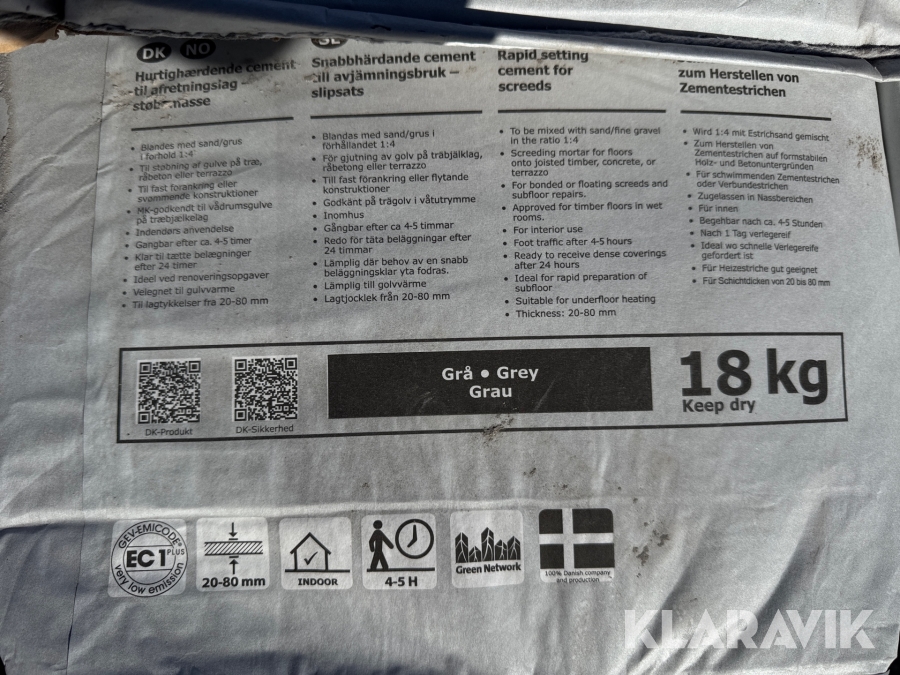 DK NO
Hurtighærdende cement
til afretningslag -
støbemasse
• Blandes med sand/grus
i forhold 1:4
• Til støbning af gulve på træ,
råbeton eller terrazzo
• Til fast forankring eller
svømmende konstruktioner
• MK-godkendt til vådrumsgulve
på træbjælkelag
• Indendørs anvendelse
• Gangbar efter ca. 4-5 timer
• Klar til tætte belægninger
efter 24 timer
• Ideel ved renoveringsopgaver
• Velegnet til gulvvarme
• Til lagtykkelser fra 20-80 mm
SE
Snabbhärdande cement
till avjämningsbruk –
slipsats
• Blandas med sand/grus i
förhållandet 1:4
• För gjutning av golv på träbjälklag,
råbetong eller terrazzo
• Till fast förankring eller flytande
konstruktioner
• Godkänt på trägolv i våtutrymme
• Inomhus
• Gångbar efter ca 4-5 timmar
• Redo för täta beläggningar efter
24 timmar
• Lämplig där behov av en snabb
beläggningsklar yta fodras.
• Lämplig till golvvärme
• Lagtjocklek från 20-80 mm
Rapid setting
cement for
screeds
• To be mixed with sand/fine gravel
in the ratio 1:4
• Screeding mortar for floors
onto joisted timber, concrete, or
terrazzo
• For bonded or floating screeds and
subfloor repairs.
• Approved for timber floors in wet
rooms.
• For interior use
• Foot traffic after 4-5 hours
• Ready to receive dense coverings
after 24 hours
• Ideal for rapid preparation of
subfloor
• Suitable for underfloor heating
• Thickness: 20-80 mm
zum Herstellen von
Zementestrichen
• Wird 1:4 mit Estrichsand gemischt
• Zum Herstellen von
Zementestrichen auf formstabilen
Holz- und Betonuntergründen
• Für schwimmenden Zementestrichen
oder Verbundestrichen
• Zugelassen in Nassbereichen
• Für innen
• Begehbar nach ca. 4-5 Stunden
• Nach 1 Tag verlegereif
• Ideal wo schnelle Verlegereife
gefordert ist
• Für Heizestriche gut geeignet
• Für Schichtdicken von 20 bis 80 mm
DK-Produkt
DK-Sikkerhed
Grå • Grey
Grau
18 kg
Keep dry
GEV-EMICODE®
EC1 PLUS
very low emission
20-80 mm
INDOOR
4-5 H
Green Network
100% Danish company
and production
KLARAVIK